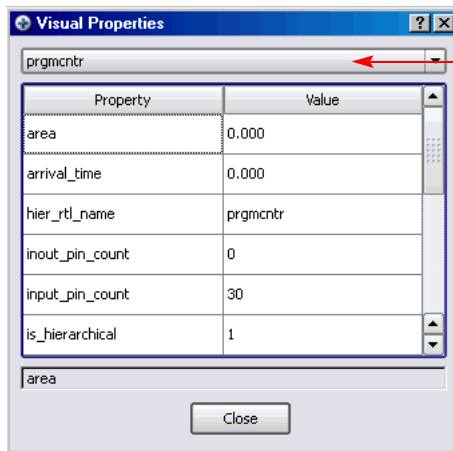 Visual Properties
prgmcntr
Property Value
area 0.000
arrival_time 0.000
hier_rtl_name prgmcntr
inout_pin_count 0
input_pin_count 30
is_hierarchical 1
area
Close